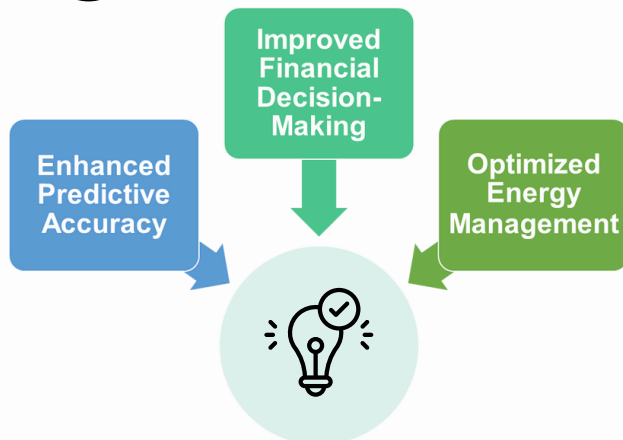 Improved
Financial
Decision-
Making
Enhanced
Predictive
Accuracy
Optimized
Energy
Management